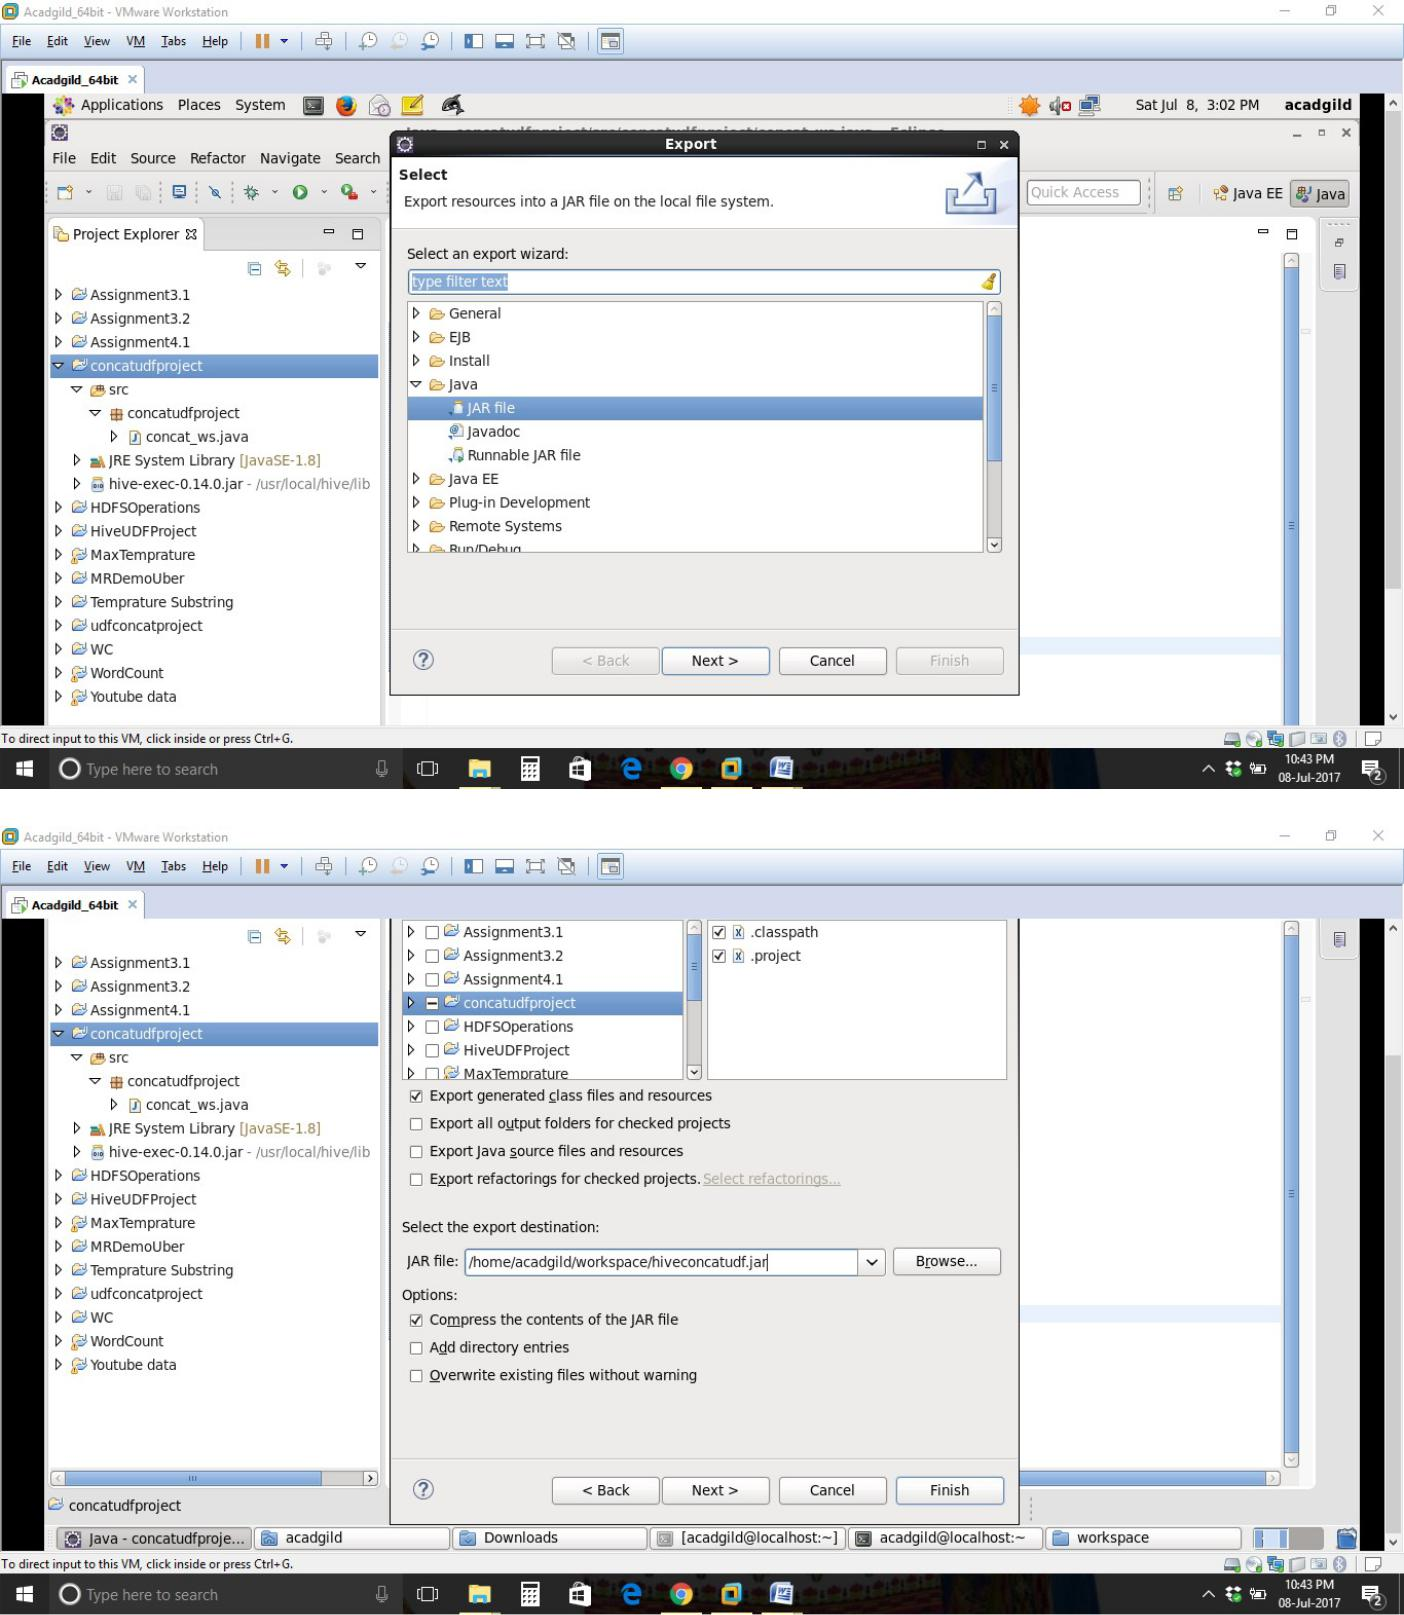 Acadgild_64bit - VMware Workstation
File Edit View VM Tabs Help
Acadgild_64bit
Applications Places System Sat Jul 8, 3:02 PM acadgild
File Edit Source Refactor Navigate Search
Export
Select
Export resources into a JAR file on the local file system.
Quick Access Java EE Java
Project Explorer
Assignment3.1
Assignment3.2
Assignment4.1
concatudfproject
src
concatudfproject
concat_ws.java
JRE System Library [JavaSE-1.8]
hive-exec-0.14.0.jar - /usr/local/hive/lib
HDFSOperations
HiveUDFProject
MaxTemprature
MRDemoUber
Temprature Substring
udfconcatproject
WC
WordCount
Youtube data
Select an export wizard:
type filter text
General
EJB
Install
Java
JAR file
Javadoc
Runnable JAR file
Java EE
Plug-in Development
Remote Systems
Run/Debug
< Back Next > Cancel Finish
To direct input to this VM, click inside or press Ctrl+G.
Type here to search
10:43 PM
08-Jul-2017
2
Acadgild_64bit - VMware Workstation
File Edit View VM Tabs Help
Acadgild_64bit
Assignment3.1
Assignment3.2
Assignment4.1
concatudfproject
src
concatudfproject
concat_ws.java
JRE System Library [JavaSE-1.8]
hive-exec-0.14.0.jar - /usr/local/hive/lib
HDFSOperations
HiveUDFProject
MaxTemprature
MRDemoUber
Temprature Substring
udfconcatproject
WC
WordCount
Youtube data
Assignment3.1
Assignment3.2
Assignment4.1
concatudfproject
HDFSOperations
HiveUDFProject
MaxTemprature
.classpath
.project
Export generated class files and resources
Export all output folders for checked projects
Export Java source files and resources
Export refactorings for checked projects. Select refactorings...
Select the export destination:
JAR file: /home/acadgild/workspace/hiveconcatudf.jar Browse...
Options:
Compress the contents of the JAR file
Add directory entries
Overwrite existing files without warning
< Back Next > Cancel Finish
concatudfproject
Java - concatudfproje... acadgild Downloads [acadgild@localhost:~] acadgild@localhost:~ workspace
To direct input to this VM, click inside or press Ctrl+G.
Type here to search
10:43 PM
08-Jul-2017
2